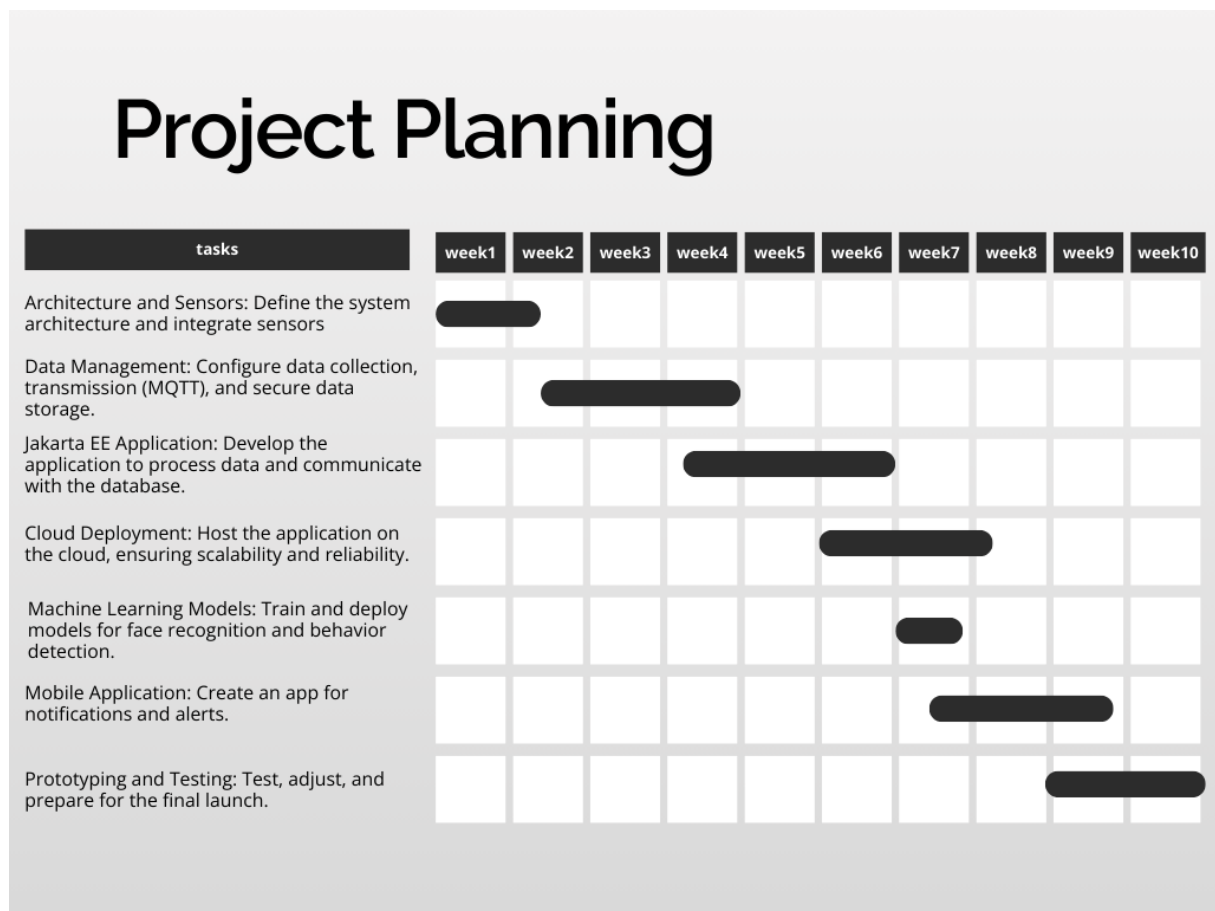 Project Planning
tasks
week1 week2 week3 week4 week5 week6 week7 week8 week9 week10
Architecture and Sensors: Define the system
architecture and integrate sensors
Data Management: Configure data collection,
transmission (MQTT), and secure data
storage.
Jakarta EE Application: Develop the
application to process data and communicate
with the database.
Cloud Deployment: Host the application on
the cloud, ensuring scalability and reliability.
Machine Learning Models: Train and deploy
models for face recognition and behavior
detection.
Mobile Application: Create an app for
notifications and alerts.
Prototyping and Testing: Test, adjust, and
prepare for the final launch.